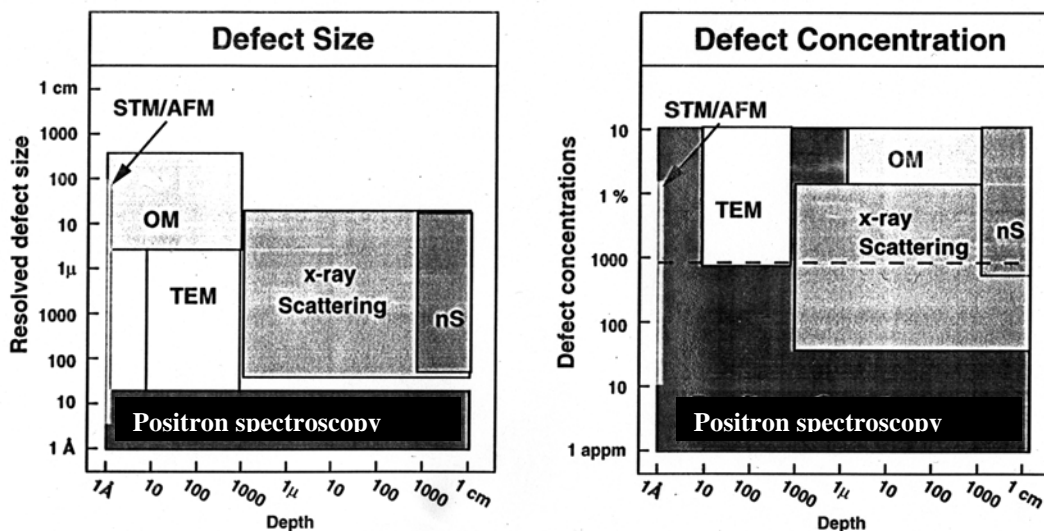 Defect Size
Resolved defect size
1 cm
1000
100
10
1µ
1000
100
10
1 Å
STM/AFM
OM
TEM
x-ray
Scattering
nS
Positron spectroscopy
1Å
10
100
1000
1µ
10
100
1000
1 cm
Depth
Defect Concentration
Defect concentrations
10
1 %
1000
100
10
1 appm
STM/AFM
TEM
OM
x-ray
Scattering
nS
Positron spectroscopy
1Å
10
100
1000
1µ
10
100
1000
1 cm
Depth